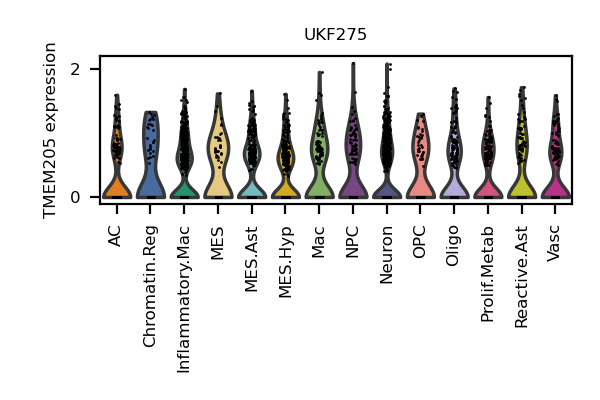 UKF275
TMEM205 expression
2
0
AC
Chromatin.Reg
Inflammatory.Mac
MES
MES.Ast
MES.Hyp
Mac
NPC
Neuron
OPC
Oligo
Prolif.Metab
Reactive.Ast
Vasc